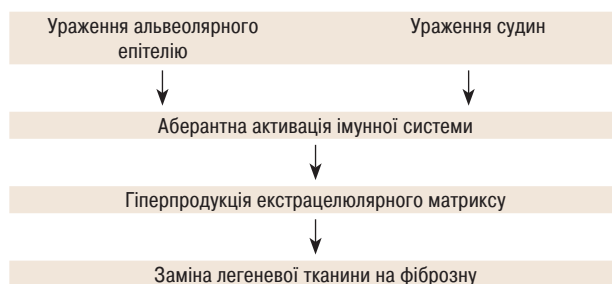 Ураження альвеолярного
епітелію
Ураження судин
Аберантна активація імунної системи
Гіперпродукція екстрацелюлярного матриксу
Заміна легеневої тканини на фіброзну